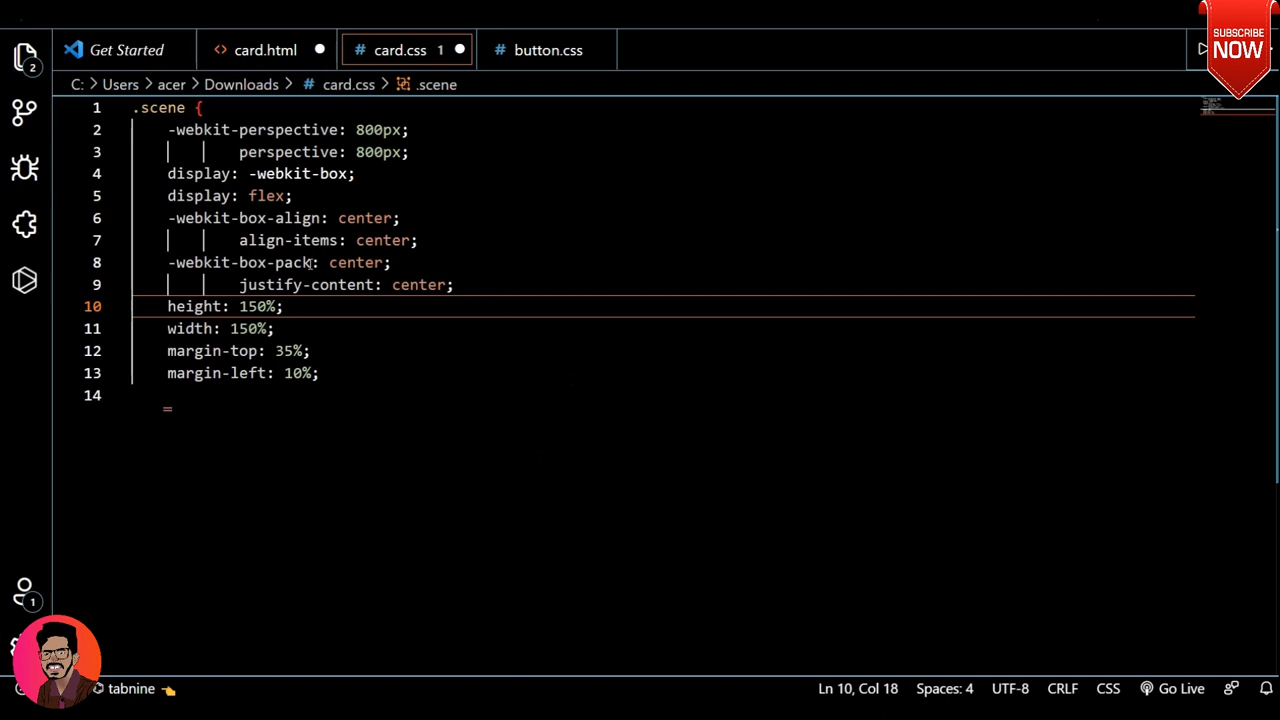 SUBSCRIBE
NOW
Get Started
card.html
card.css 1
button.css
C: > Users > acer > Downloads > card.css > .scene
1 .scene {
2 -webkit-perspective: 800px;
3 perspective: 800px;
4 display: -webkit-box;
5 display: flex;
6 -webkit-box-align: center;
7 align-items: center;
8 -webkit-box-pack: center;
9 justify-content: center;
10 height: 150%;
11 width: 150%;
12 margin-top: 35%;
13 margin-left: 10%;
14
2
1
tabnine
Ln 10, Col 18
Spaces: 4
UTF-8
CRLF
CSS
Go Live